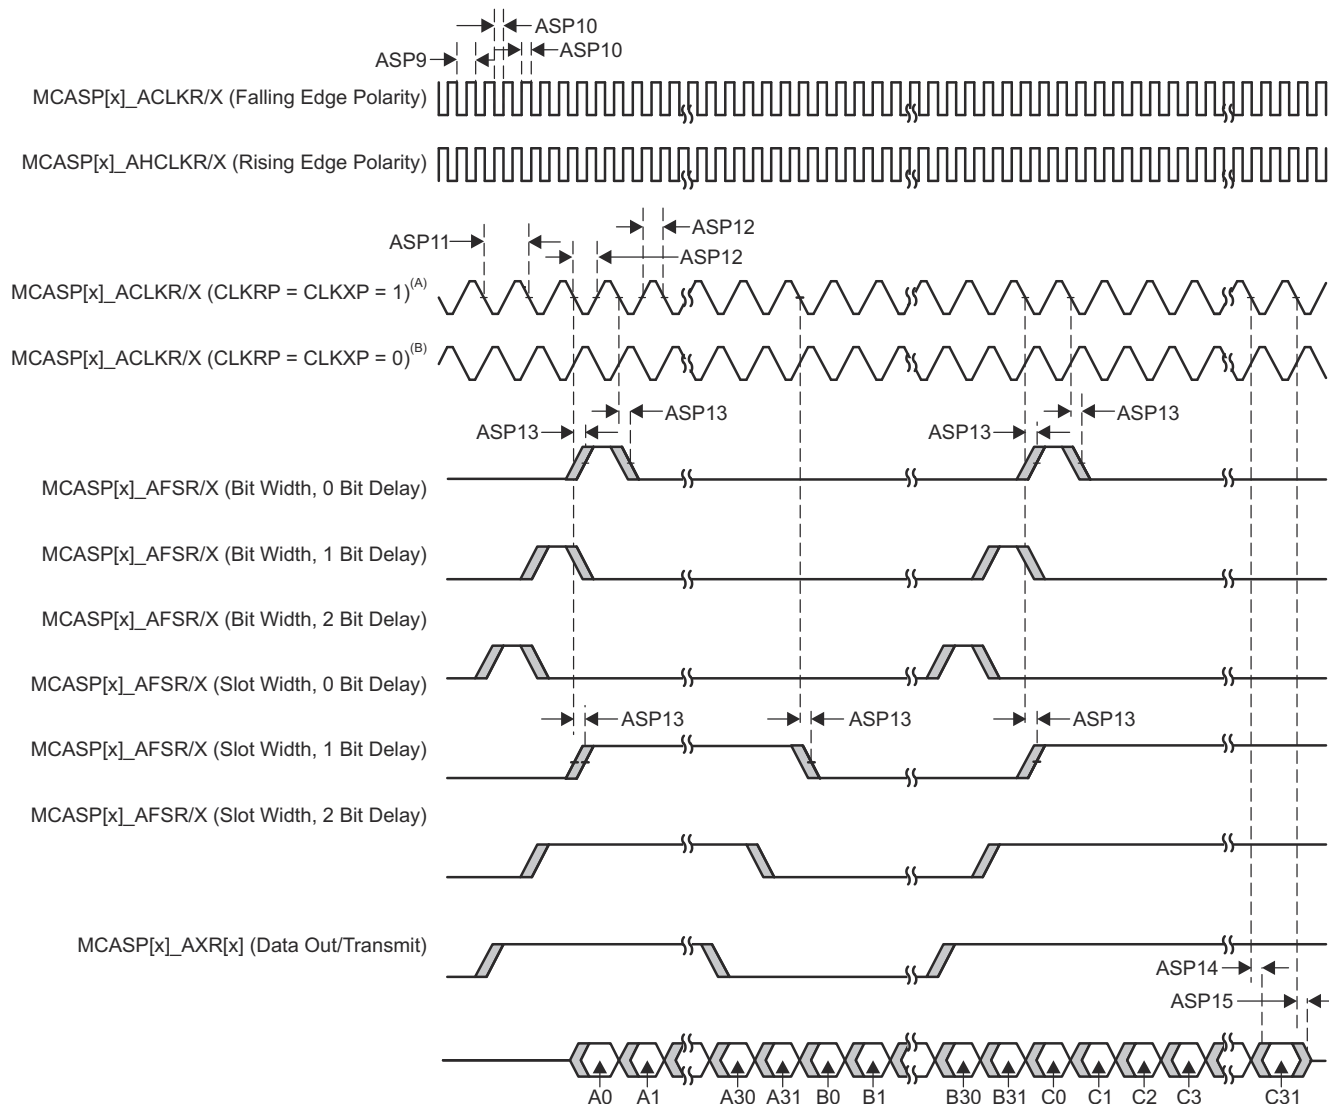 ASP10
ASP10
ASP9
MCASP[x]_ACLKR/X (Falling Edge Polarity)
MCASP[x]_AHCLKR/X (Rising Edge Polarity)
ASP12
ASP11
ASP12
MCASP[x]_ACLKR/X (CLKRP = CLKXP = 1)(A)
MCASP[x]_ACLKR/X (CLKRP = CLKXP = 0)(B)
ASP13 ASP13
ASP13 ASP13
MCASP[x]_AFSR/X (Bit Width, 0 Bit Delay)
MCASP[x]_AFSR/X (Bit Width, 1 Bit Delay)
MCASP[x]_AFSR/X (Bit Width, 2 Bit Delay)
MCASP[x]_AFSR/X (Slot Width, 0 Bit Delay)
ASP13 ASP13 ASP13
MCASP[x]_AFSR/X (Slot Width, 1 Bit Delay)
MCASP[x]_AFSR/X (Slot Width, 2 Bit Delay)
MCASP[x]_AXR[x] (Data Out/Transmit)
ASP14
ASP15
A0 A1 A30 A31 B0 B1 B30 B31 C0 C1 C2 C3 C31